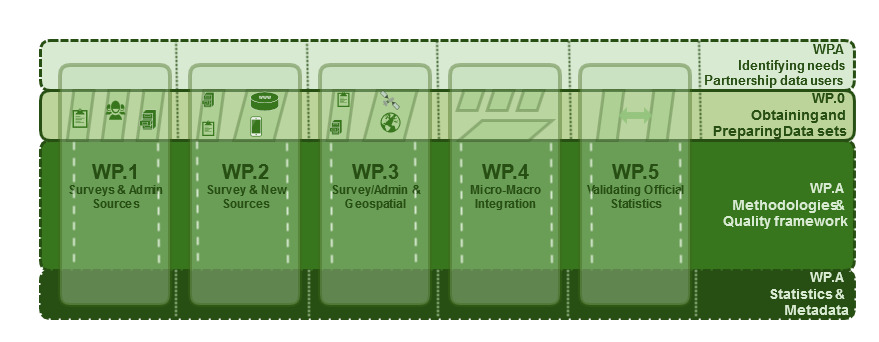 WP.A
Identifying needs
Partnership data users
WP.0
Obtaining and
Preparing Data sets
WP.1
Surveys & Admin
Sources
WP.2
Survey & New
Sources
WP.3
Survey/Admin &
Geospatial
WP.4
Micro-Macro
Integration
WP.5
Validating Official
Statistics
WP.A
Methodologies&
Quality framework
WP.A
Statistics &
Metadata